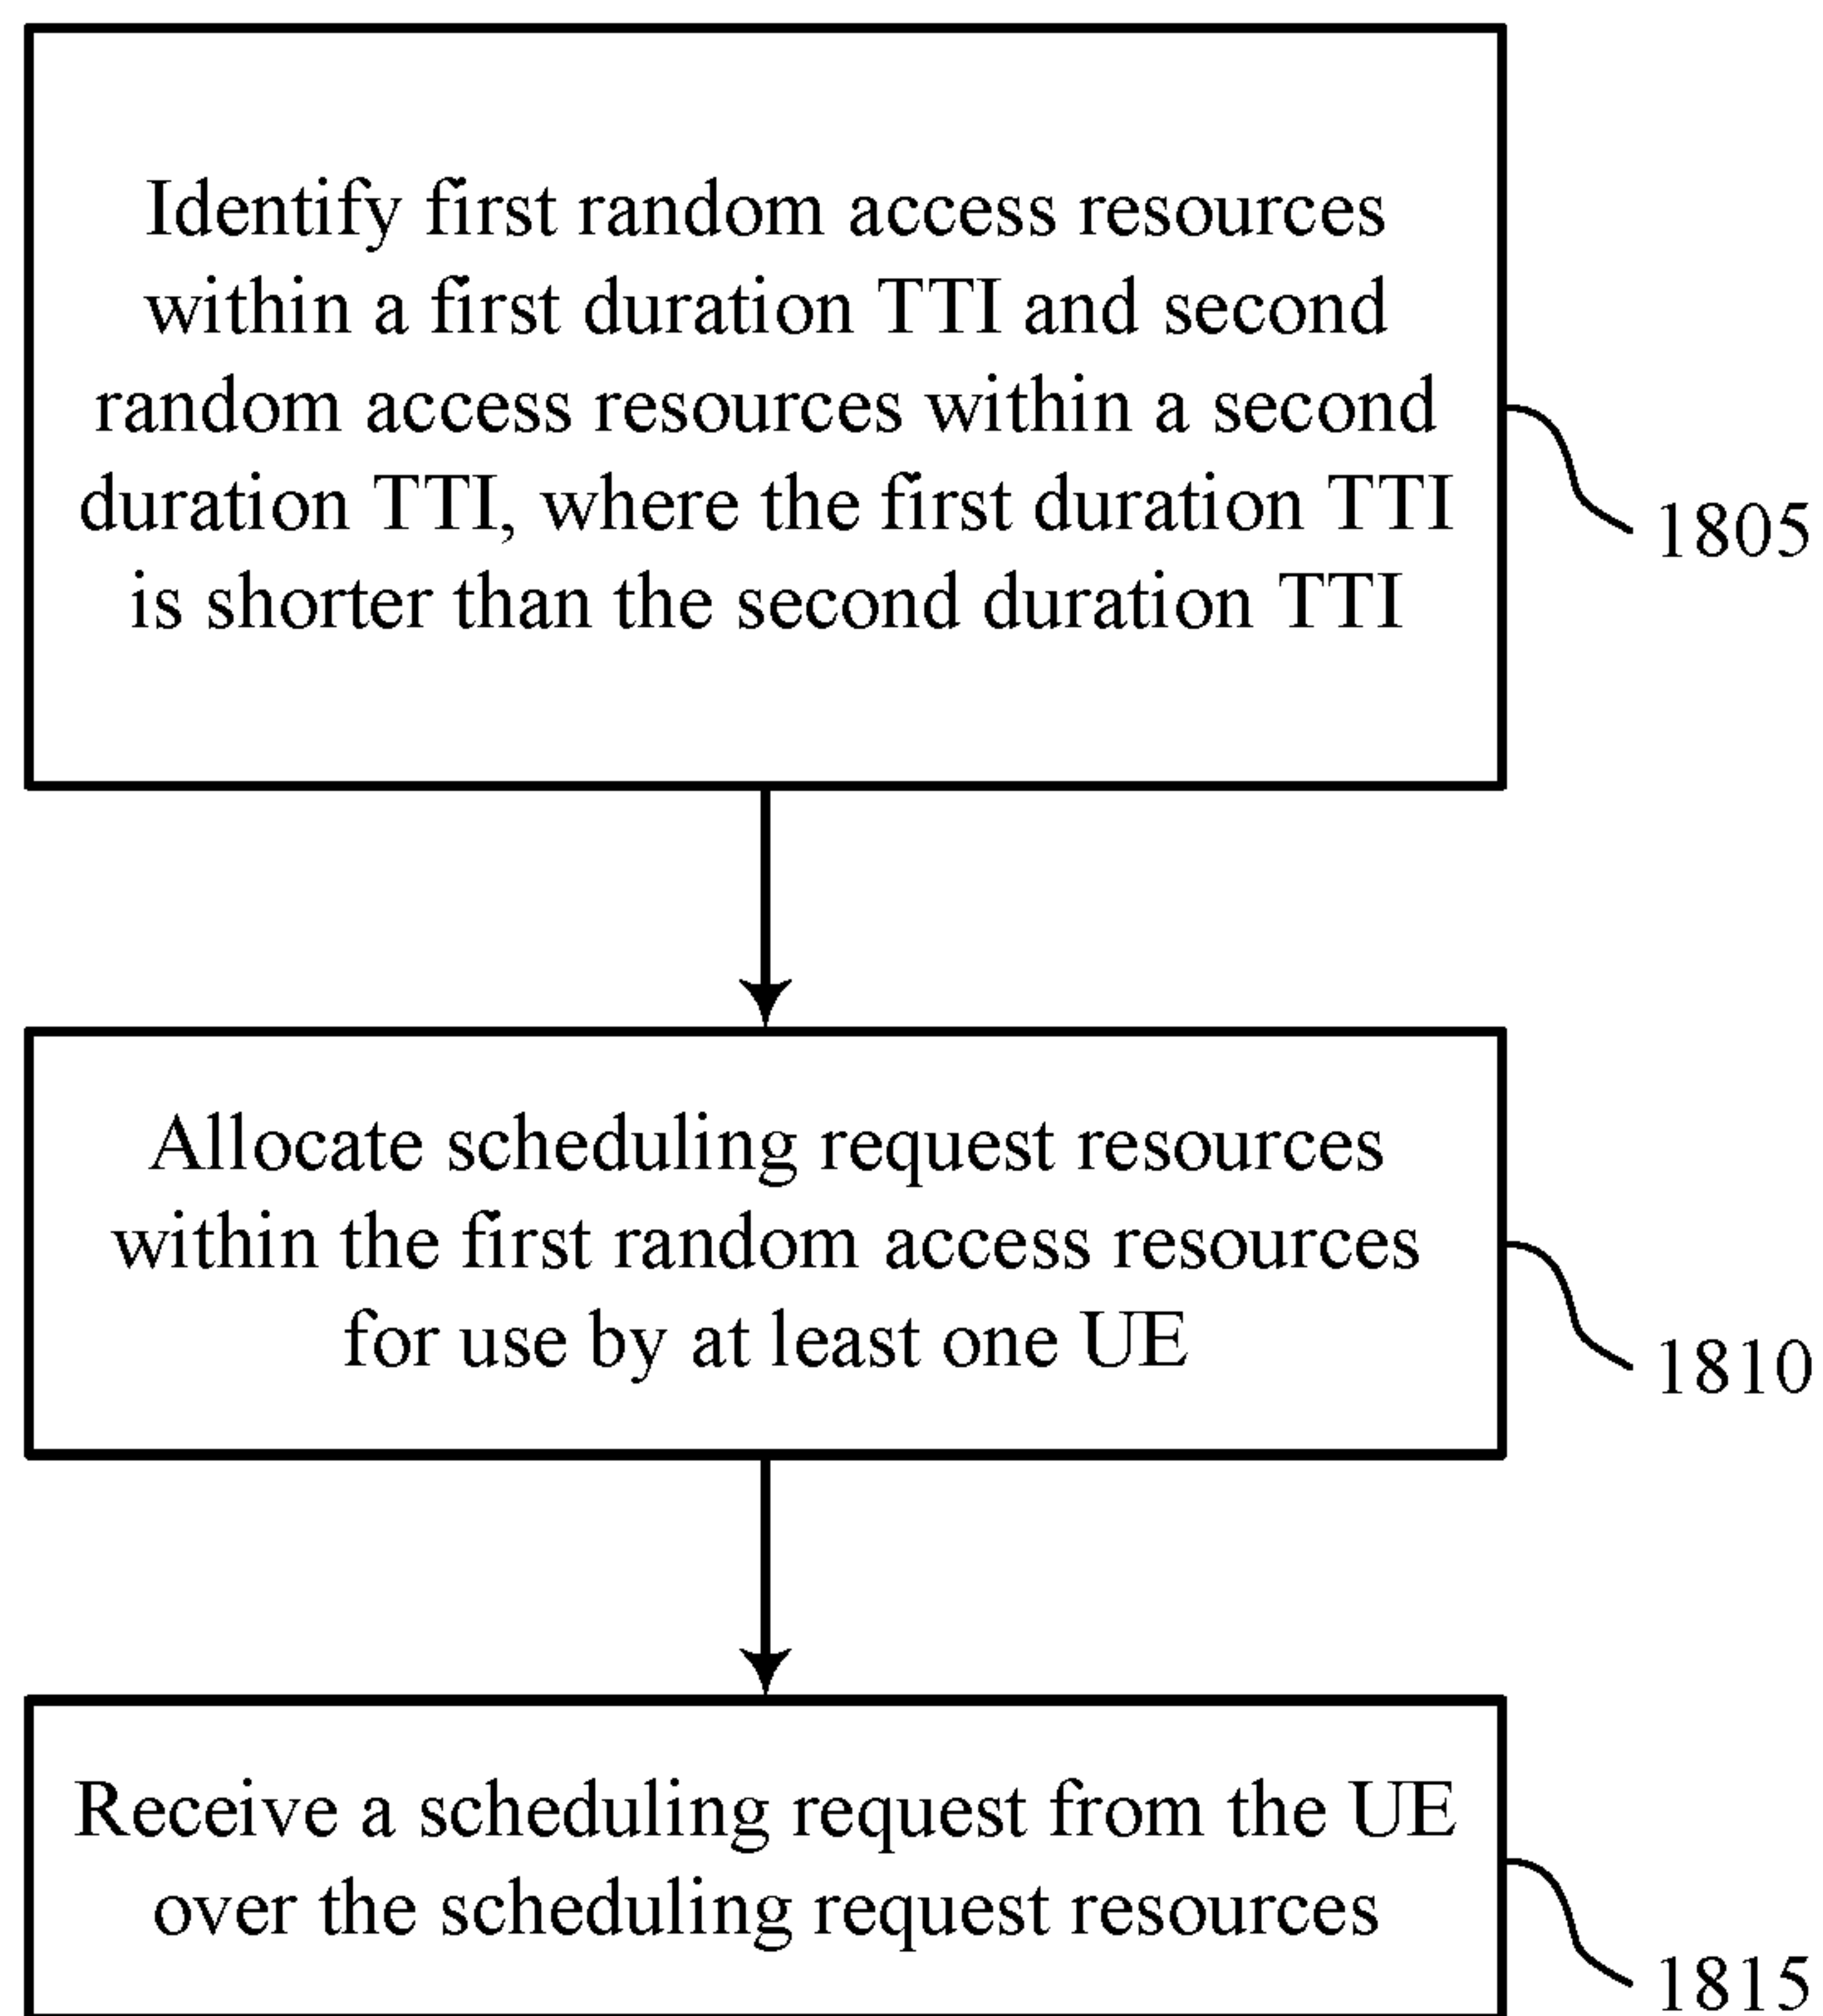 Identify first random access resources
within a first duration TTI and second
random access resources within a second
duration TTI, where the first duration TTI
is shorter than the second duration TTI
1805
Allocate scheduling request resources
within the first random access resources
for use by at least one UE
1810
Receive a scheduling request from the UE
over the scheduling request resources
1815